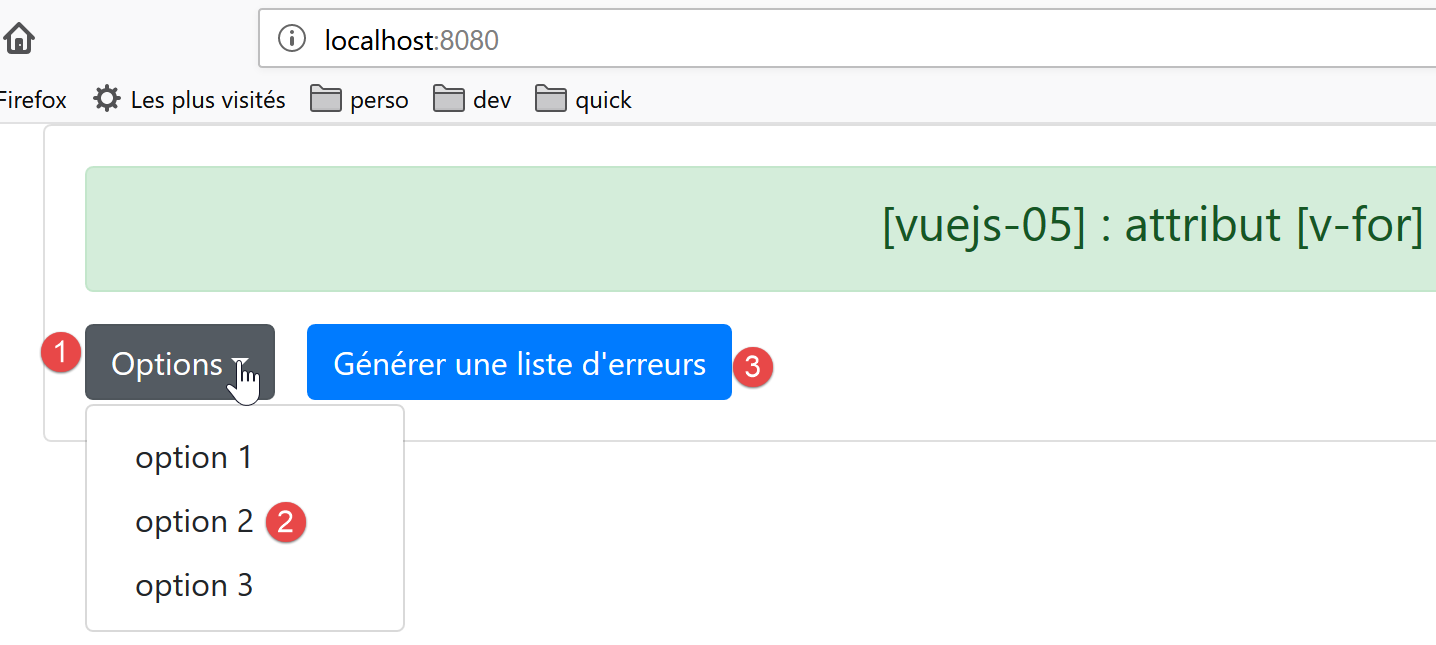 localhost:8080
Firefox Les plus visités perso dev quick
[vuejs-05] : attribut [v-for]
1 Options Générer une liste d'erreurs 3
option 1
option 2 2
option 3